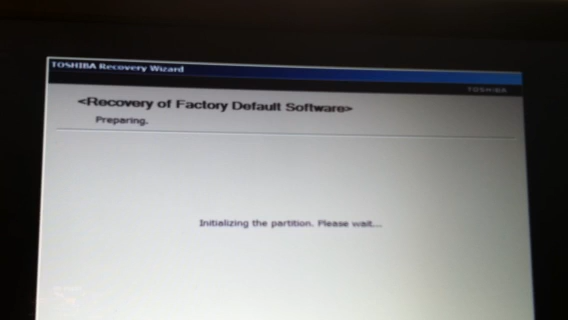 TOSHIBA Recovery Wizard
TOSHIBA
<Recovery of Factory Default Software>
Preparing.
Initializing the partition. Please wait...